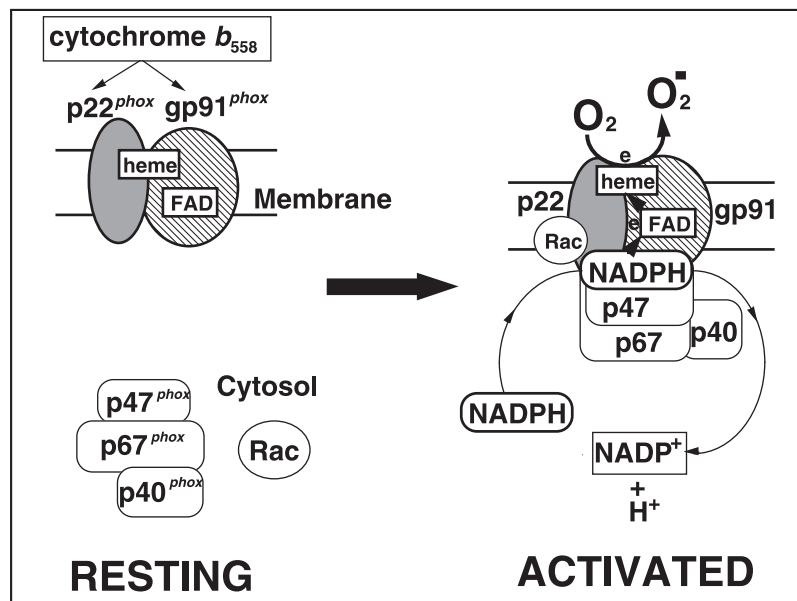 cytochrome b558
p22phox gp91phox
heme
FAD
Membrane
Cytosol
p47phox
p67phox
p40phox
Rac
RESTING
O2
O2-
e
heme
p22
gp91
e
FAD
Rac
NADPH
p47
p67
p40
NADPH
NADP+
+
H+
ACTIVATED